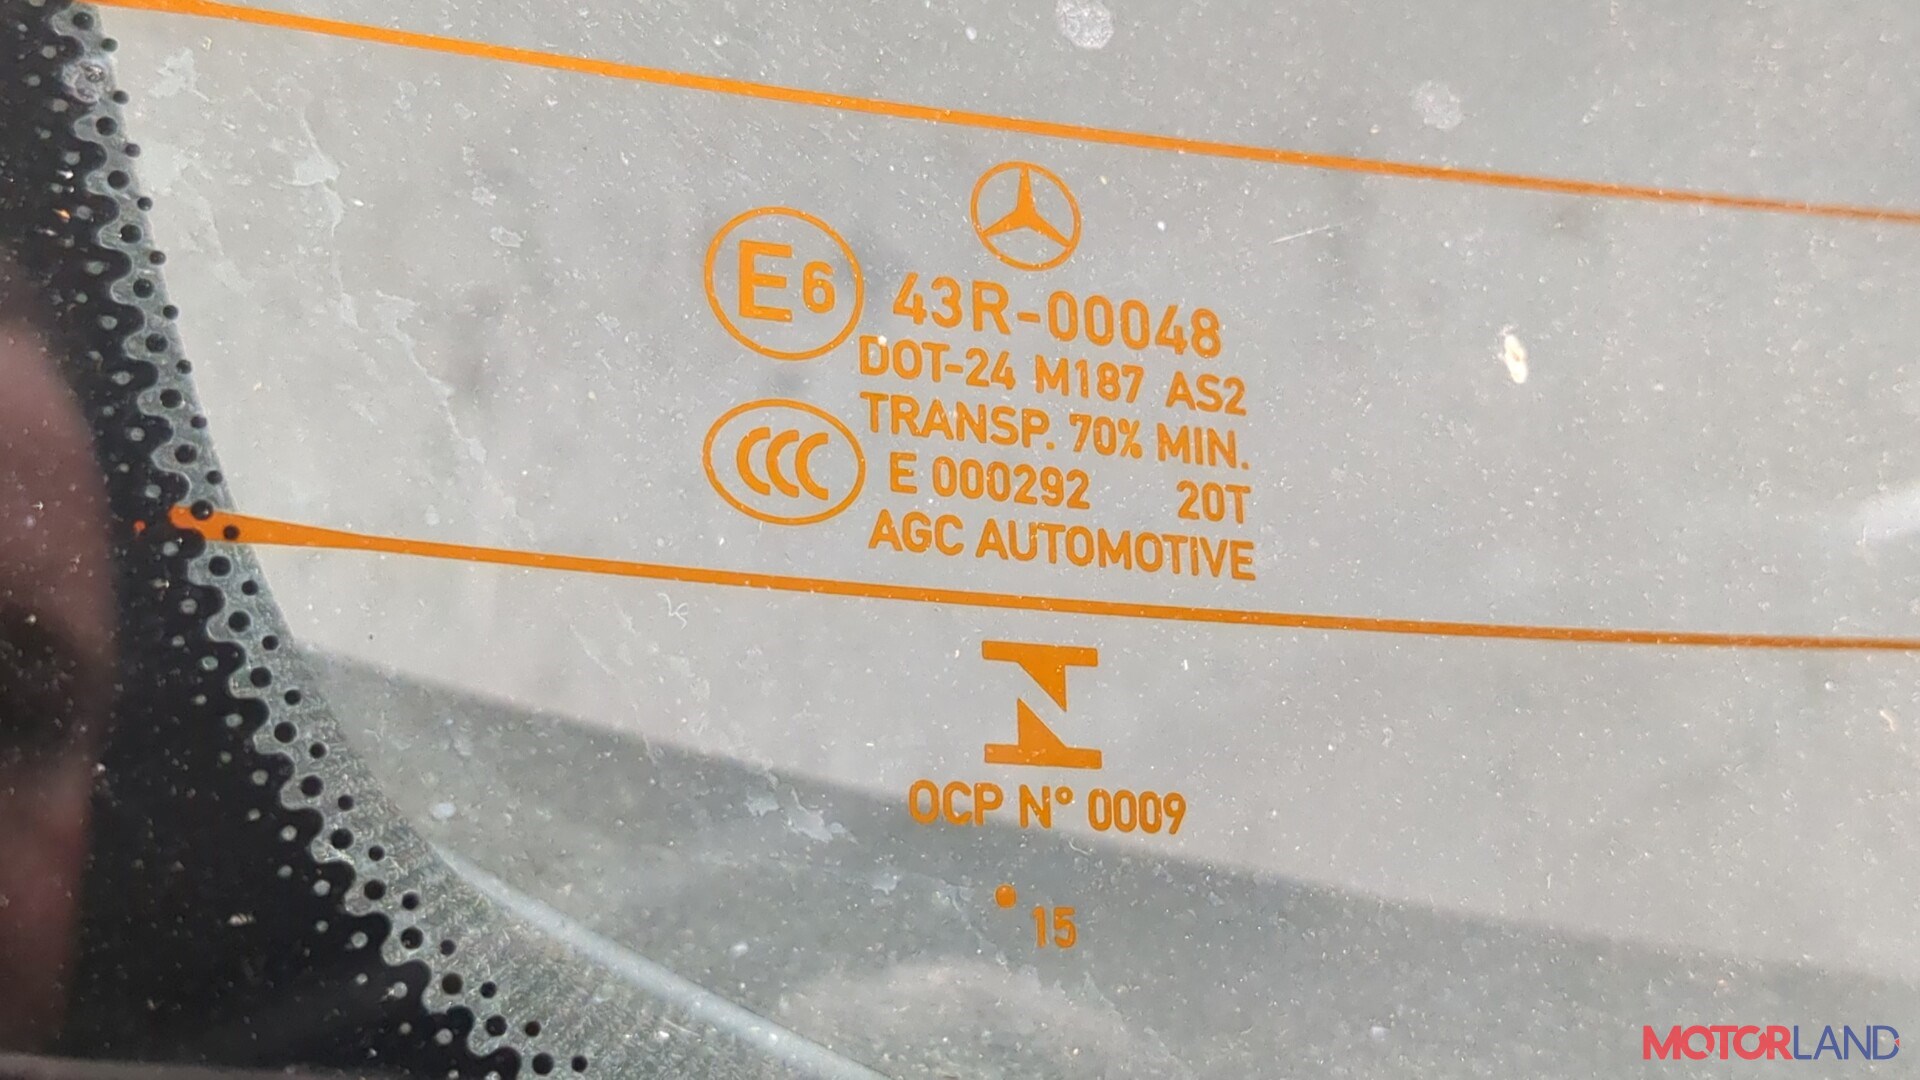 E6
43R-00048
DOT-24 M187 AS2
TRANSP. 70% MIN.
CCC
E 000292 20T
AGC AUTOMOTIVE
OCP N° 0009
15
MOTORLAND